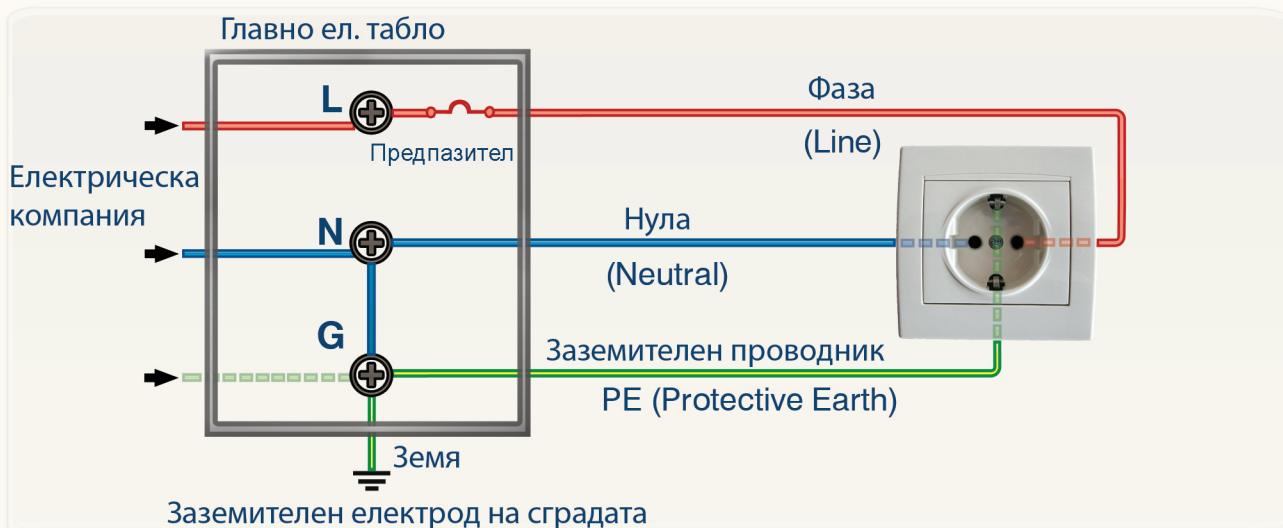 Главно ел. табло
L
Фаза
(Line)
Предпазител
Електрическа
компания
N
Нула
(Neutral)
G
Заземителен проводник
PE (Protective Earth)
Земя
Заземителен електрод на сградата